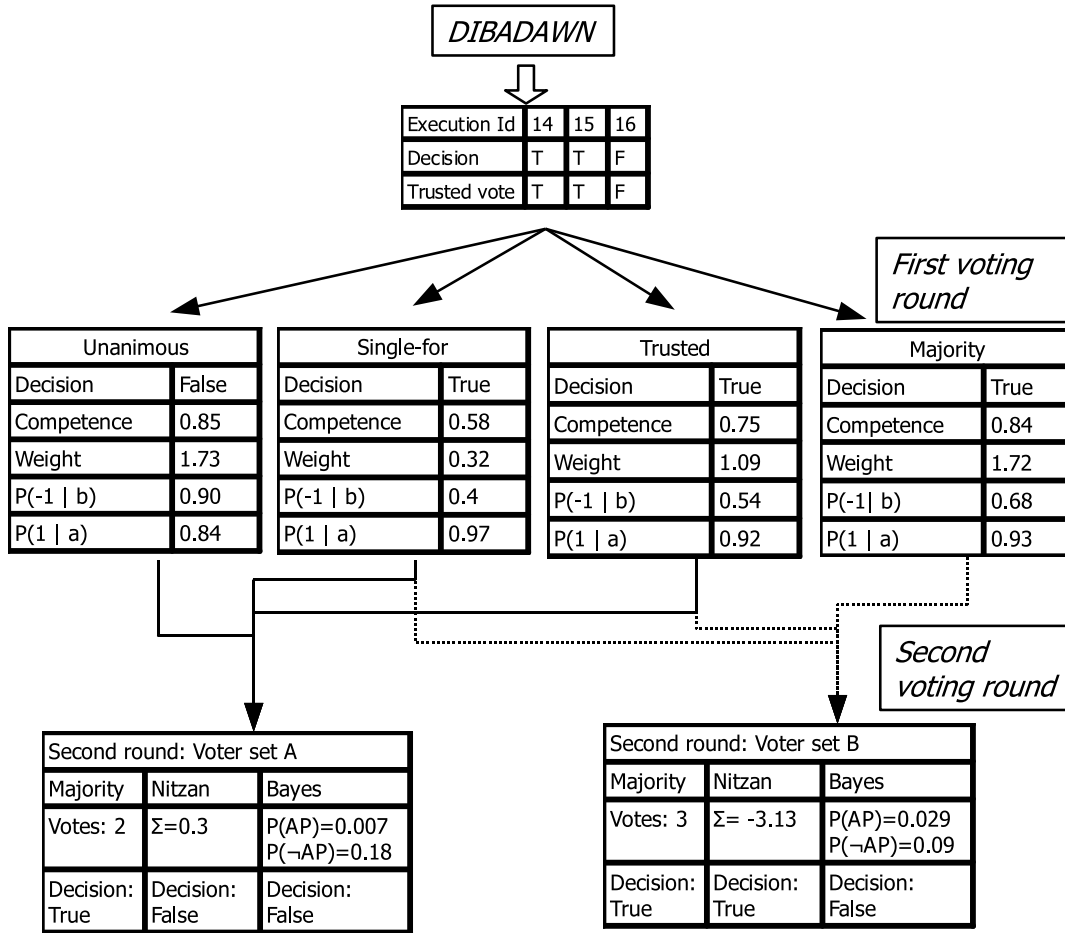 DIBADAWN
Execution Id 14 15 16
Decision T T F
Trusted vote T T F
First voting
round
Unanimous
Decision False
Competence 0.85
Weight 1.73
P(-1 | b) 0.90
P(1 | a) 0.84
Single-for
Decision True
Competence 0.58
Weight 0.32
P(-1 | b) 0.4
P(1 | a) 0.97
Trusted
Decision True
Competence 0.75
Weight 1.09
P(-1 | b) 0.54
P(1 | a) 0.92
Majority
Decision True
Competence 0.84
Weight 1.72
P(-1| b) 0.68
P(1 | a) 0.93
Second
voting round
Second round: Voter set A
Majority Nitzan Bayes
Votes: 2 Σ=0.3 P(AP)=0.007
P(¬AP)=0.18
Decision: Decision: Decision:
True False False
Second round: Voter set B
Majority Nitzan Bayes
Votes: 3 Σ= -3.13 P(AP)=0.029
P(¬AP)=0.09
Decision: Decision: Decision:
True True False